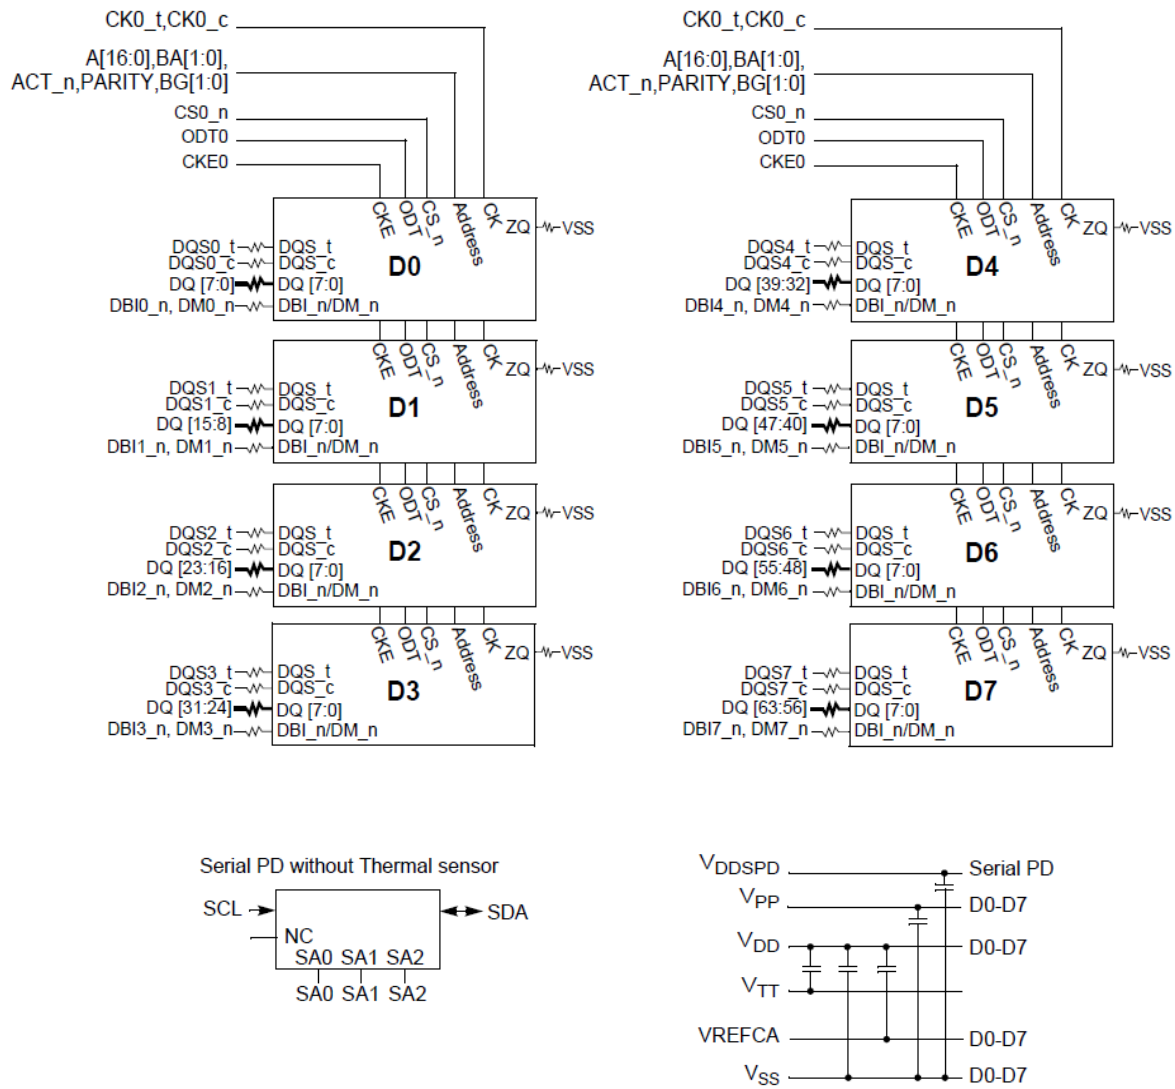 CK0_t,CK0_c
A[16:0],BA[1:0],
ACT_n,PARITY,BG[1:0]
CS0_n
ODT0
CKE0
CKE
ODT
CS_n
Address
CK
ZQ
VSS
DQS0_t
DQS_t
DQS0_c
DQS_c
D0
DQ [7:0]
DQ [7:0]
DBI0_n, DM0_n
DBI_n/DM_n
CKE
ODT
CS_n
Address
CK
ZQ
VSS
DQS1_t
DQS_t
DQS1_c
DQS_c
D1
DQ [15:8]
DQ [7:0]
DBI1_n, DM1_n
DBI_n/DM_n
CKE
ODT
CS_n
Address
CK
ZQ
VSS
DQS2_t
DQS_t
DQS2_c
DQS_c
D2
DQ [23:16]
DQ [7:0]
DBI2_n, DM2_n
DBI_n/DM_n
CKE
ODT
CS_n
Address
CK
ZQ
VSS
DQS3_t
DQS_t
DQS3_c
DQS_c
D3
DQ [31:24]
DQ [7:0]
DBI3_n, DM3_n
DBI_n/DM_n
CK0_t,CK0_c
A[16:0],BA[1:0],
ACT_n,PARITY,BG[1:0]
CS0_n
ODT0
CKE0
CKE
ODT
CS_n
Address
CK
ZQ
VSS
DQS4_t
DQS_t
DQS4_c
DQS_c
D4
DQ [39:32]
DQ [7:0]
DBI4_n, DM4_n
DBI_n/DM_n
CKE
ODT
CS_n
Address
CK
ZQ
VSS
DQS5_t
DQS_t
DQS5_c
DQS_c
D5
DQ [47:40]
DQ [7:0]
DBI5_n, DM5_n
DBI_n/DM_n
CKE
ODT
CS_n
Address
CK
ZQ
VSS
DQS6_t
DQS_t
DQS6_c
DQS_c
D6
DQ [55:48]
DQ [7:0]
DBI6_n, DM6_n
DBI_n/DM_n
CKE
ODT
CS_n
Address
CK
ZQ
VSS
DQS7_t
DQS_t
DQS7_c
DQS_c
D7
DQ [63:56]
DQ [7:0]
DBI7_n, DM7_n
DBI_n/DM_n
Serial PD without Thermal sensor
SCL
SDA
NC
SA0 SA1 SA2
SA0 SA1 SA2
VDDSPD
Serial PD
VPP
D0-D7
VDD
D0-D7
VTT
VREFCA
D0-D7
VSS
D0-D7